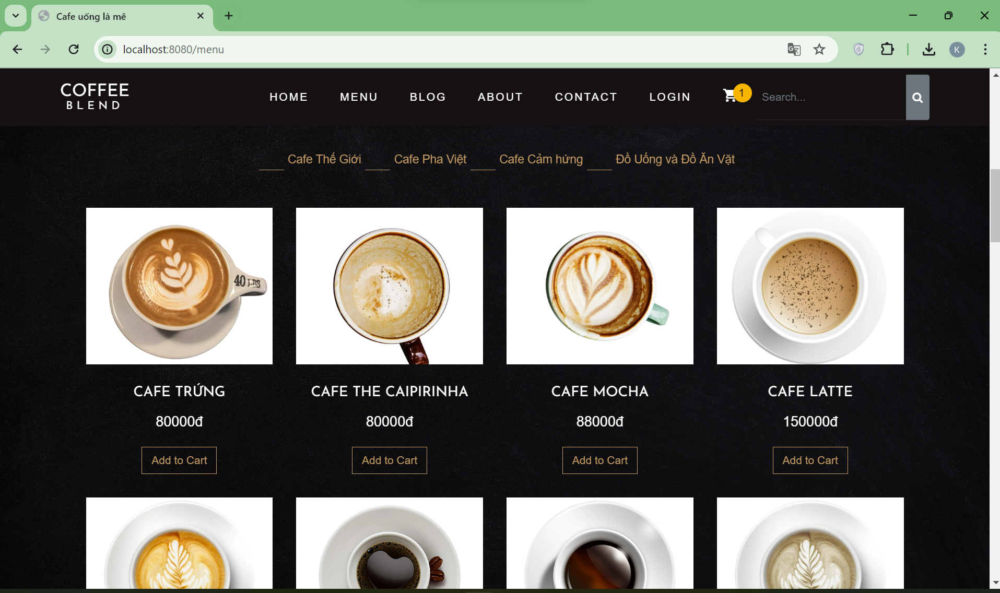 Cafe uống là mê
localhost:8080/menu
K
COFFEE
BLEND
HOME MENU BLOG ABOUT CONTACT LOGIN 1 Search...
Cafe Thế Giới Cafe Pha Việt Cafe Cảm hứng Đồ Uống và Đồ Ăn Vặt
40 LBS
CAFE TRỨNG CAFE THE CAIPIRINHA CAFE MOCHA CAFE LATTE
80000đ 80000đ 88000đ 150000đ
Add to Cart Add to Cart Add to Cart Add to Cart